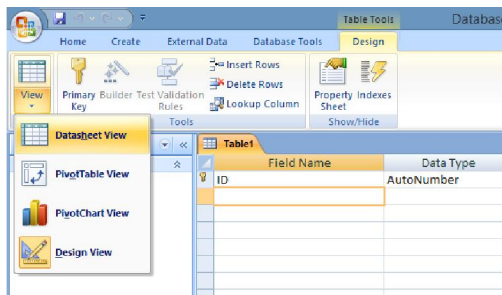 Table Tools Database
Home Create External Data Database Tools Design
View
Primary Key
Builder
Test Validation Rules
Insert Rows
Delete Rows
Lookup Column
Property Sheet
Indexes
Tools Show/Hide
Datasheet View
PivotTable View
PivotChart View
Design View
Table1
Field Name Data Type
ID AutoNumber